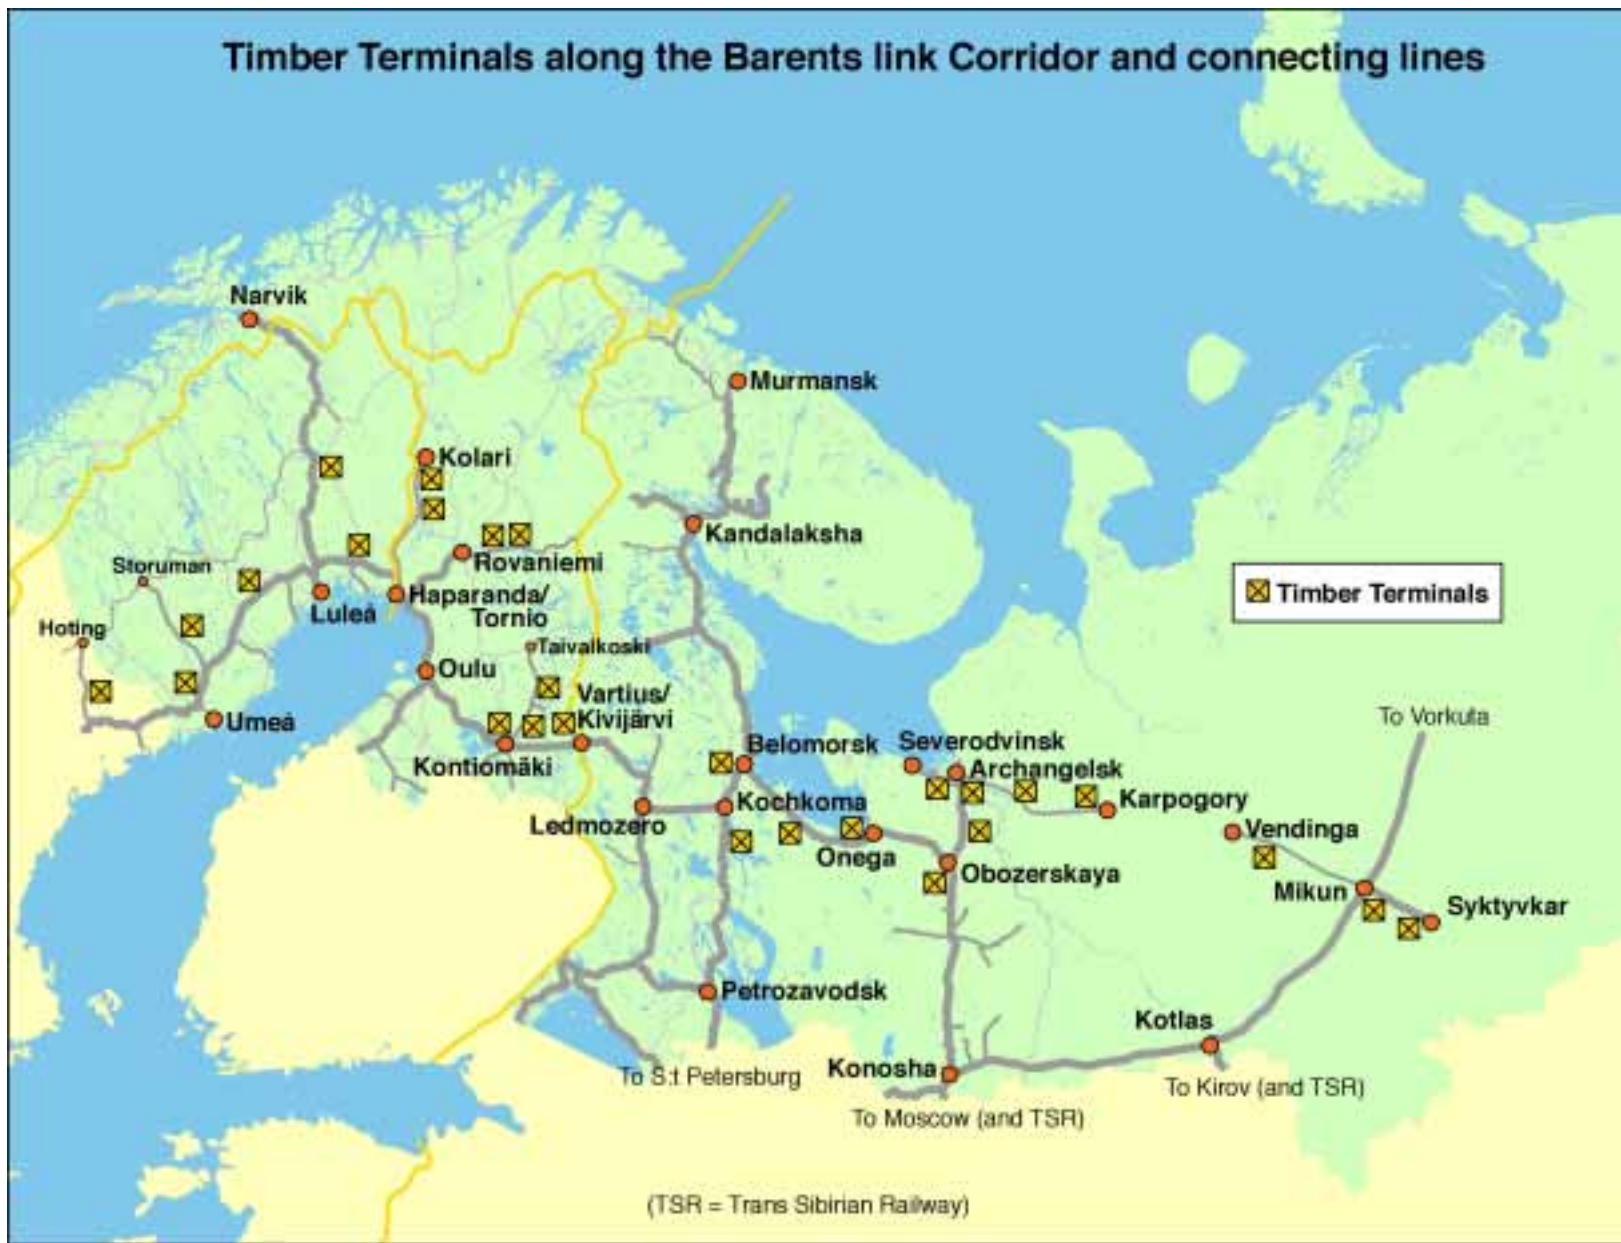 Timber Terminals along the Barents link Corridor and connecting lines
Narvik
Murmansk
Kolari
Kandalaksha
Rovaniemi
Storuman
Haparanda/
Tornio
Luleå
Timber Terminals
Hoting
Taivalkoski
Oulu
Vartius/
Kivijärvi
Umeå
To Vorkuta
Belomorsk
Severodvinsk
Kontiomäki
Archangelsk
Kochkoma
Karpogory
Ledmozero
Vendinga
Onega
Obozerskaya
Mikun
Syktyvkar
Petrozavodsk
Kotlas
Konosha
To S:t Petersburg
To Kirov (and TSR)
To Moscow (and TSR)
(TSR = Trans Sibirian Railway)